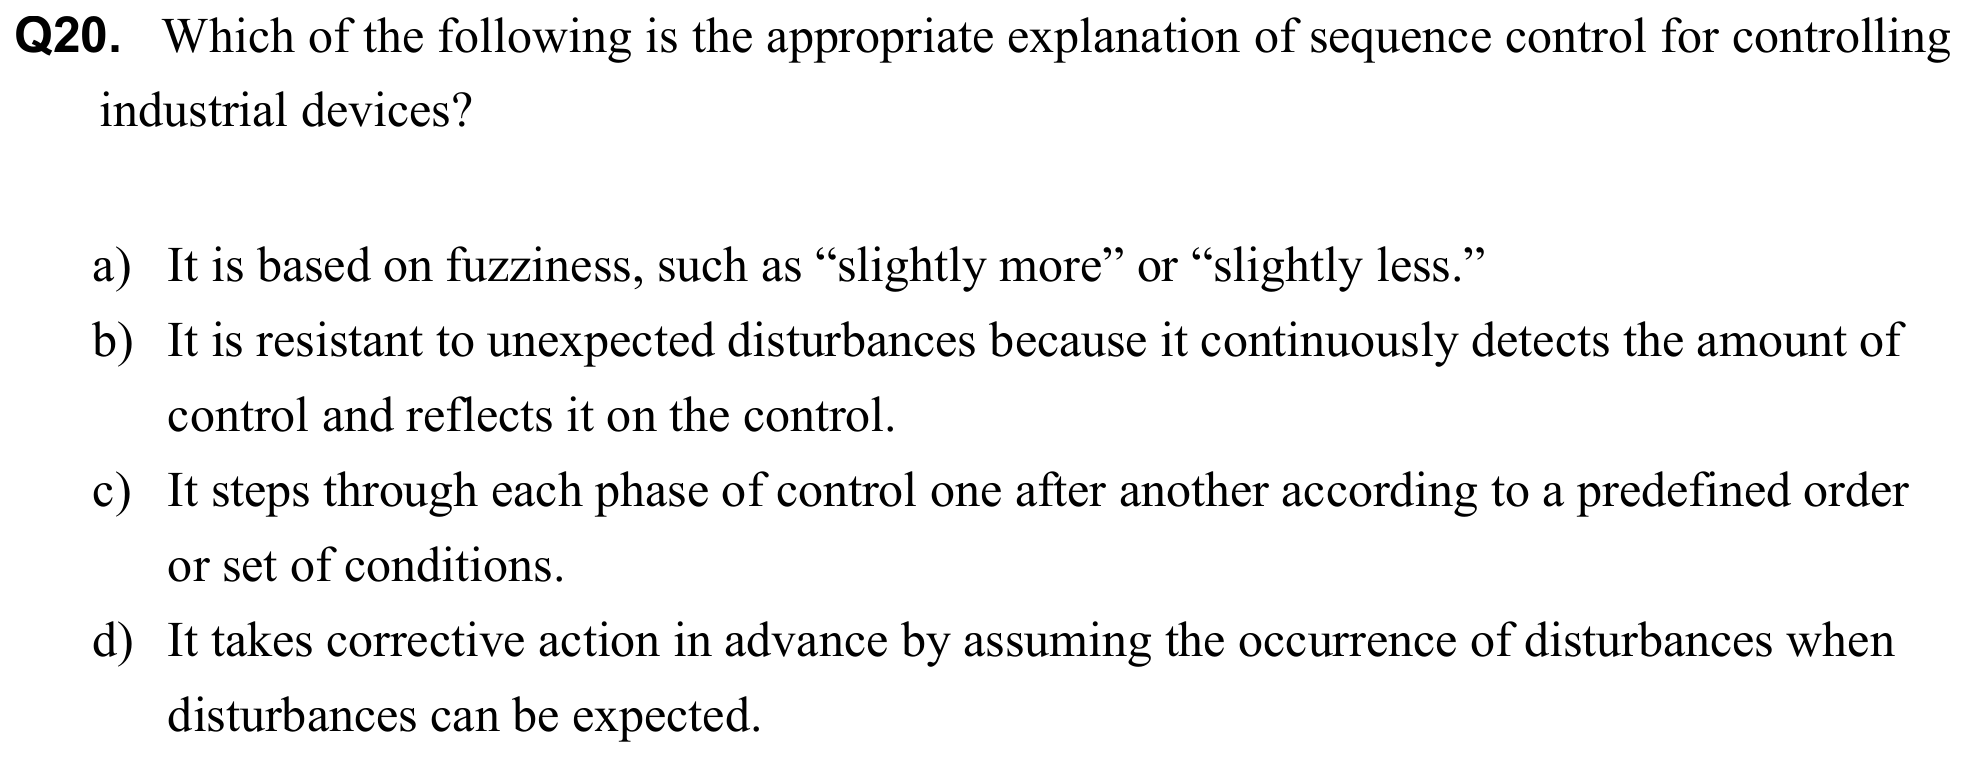 Q20. Which of the following is the appropriate explanation of sequence control for controlling
industrial devices?
a) It is based on fuzziness, such as “slightly more” or “slightly less.”
b) It is resistant to unexpected disturbances because it continuously detects the amount of
control and reflects it on the control.
c) It steps through each phase of control one after another according to a predefined order
or set of conditions.
d) It takes corrective action in advance by assuming the occurrence of disturbances when
disturbances can be expected.